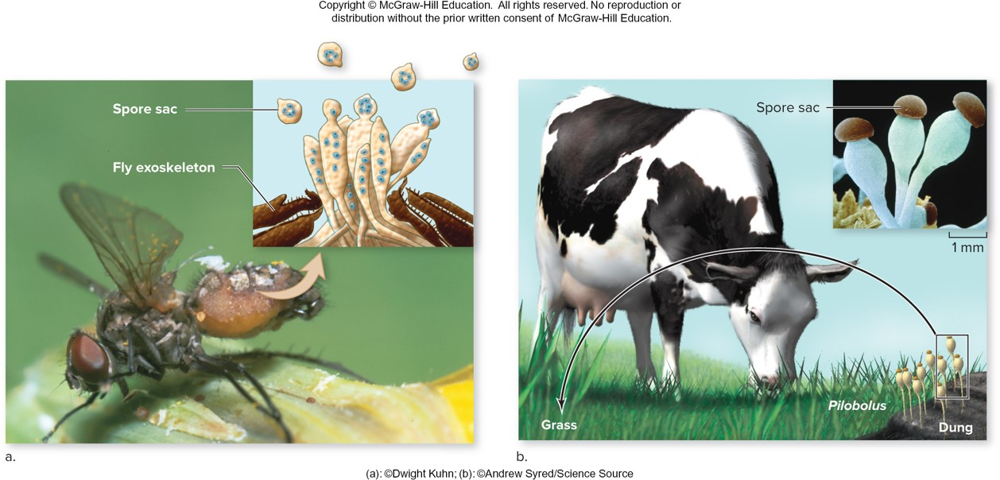 Copyright © McGraw-Hill Education. All rights reserved. No reproduction or
distribution without the prior written consent of McGraw-Hill Education.
Spore sac
Fly exoskeleton
a.
Spore sac
1 mm
Pilobolus
Grass
Dung
b.
(a): ©Dwight Kuhn; (b): ©Andrew Syred/Science Source